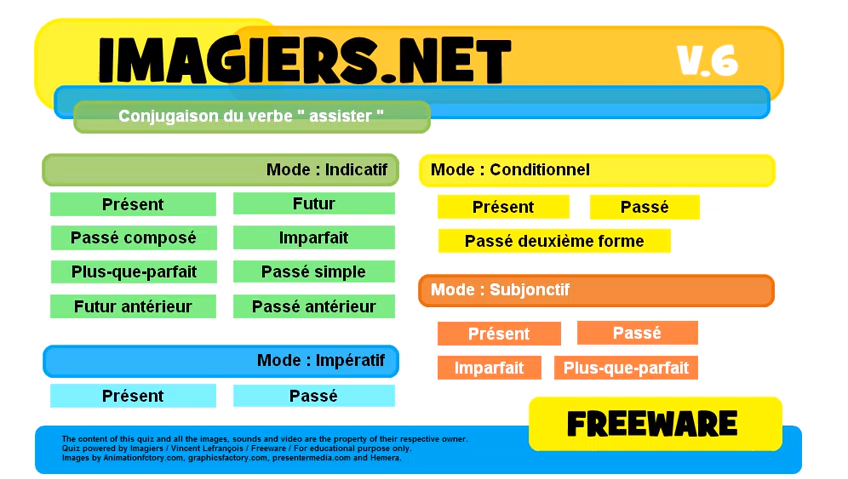 IMAGIERS.NET
V.6
Conjugaison du verbe " assister "
Mode : Indicatif
Présent
Futur
Passé composé
Imparfait
Plus-que-parfait
Passé simple
Futur antérieur
Passé antérieur
Mode : Impératif
Présent
Passé
Mode : Conditionnel
Présent
Passé
Passé deuxième forme
Mode : Subjonctif
Présent
Passé
Imparfait
Plus-que-parfait
FREEWARE
The content of this quiz and all the images, sounds and video are the property of their respective owner.
Quiz powered by Imagiers / Vincent Lefrançois / Freeware / For educational purpose only.
Images by Animationfctory.com, graphicsfactory.com, presentermedia.com and Hemera.